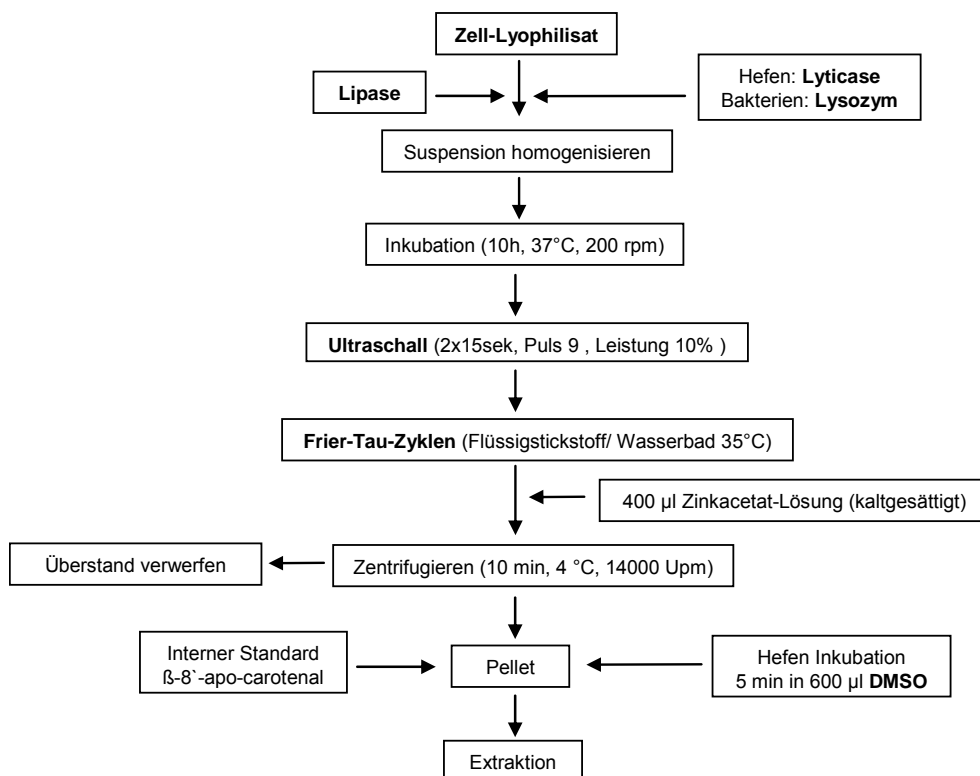 Zell-Lyophilisat
Lipase
Hefen: Lyticase
Bakterien: Lysozym
Suspension homogenisieren
Inkubation (10h, 37°C, 200 rpm)
Ultraschall (2x15sek, Puls 9 , Leistung 10% )
Frier-Tau-Zyklen (Flüssigstickstoff/ Wasserbad 35°C)
400 µl Zinkacetat-Lösung (kaltgesättigt)
Überstand verwerfen
Zentrifugieren (10 min, 4 °C, 14000 Upm)
Interner Standard
ß-8`-apo-carotenal
Pellet
Hefen Inkubation
5 min in 600 µl DMSO
Extraktion